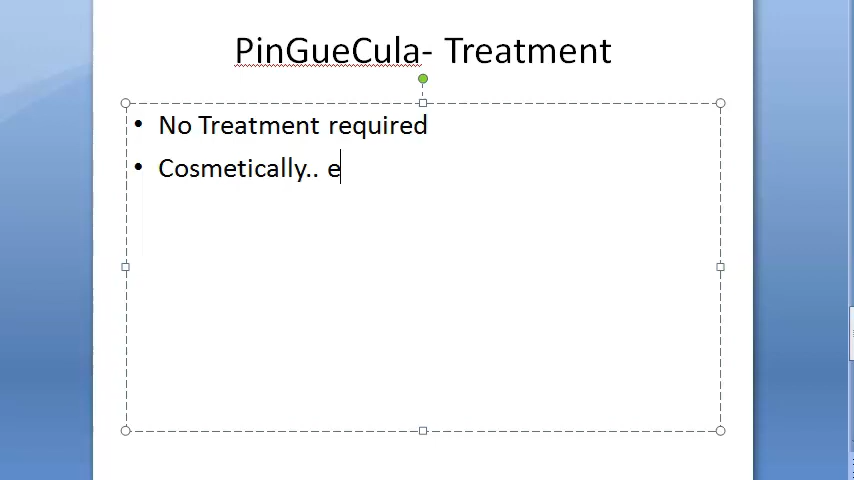 PinGueCula- Treatment
• No Treatment required
• Cosmetically.. e